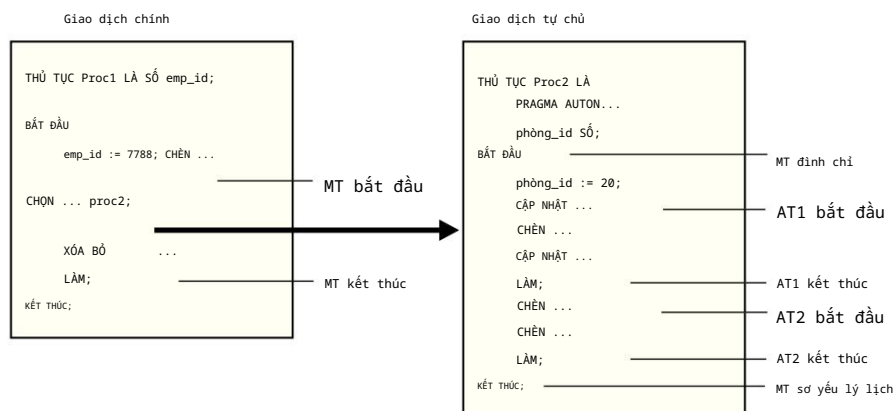 Giao dịch chính
THỦ TỤC Proc1 LÀ SỐ emp_id;
BẮT ĐẦU
emp_id := 7788; CHÈN ...
MT bắt đầu
CHỌN ... proc2;
XÓA BỎ ...
LÀM;
MT kết thúc
KẾT THÚC;
Giao dịch tự chủ
THỦ TỤC Proc2 LÀ
PRAGMA AUTON...
phòng_id SỐ;
BẮT ĐẦU
MT đình chỉ
phòng_id := 20;
CẬP NHẬT ...
AT1 bắt đầu
CHÈN ...
CẬP NHẬT ...
LÀM;
AT1 kết thúc
CHÈN ...
AT2 bắt đầu
CHÈN ...
LÀM;
AT2 kết thúc
KẾT THÚC;
MT sơ yếu lý lịch